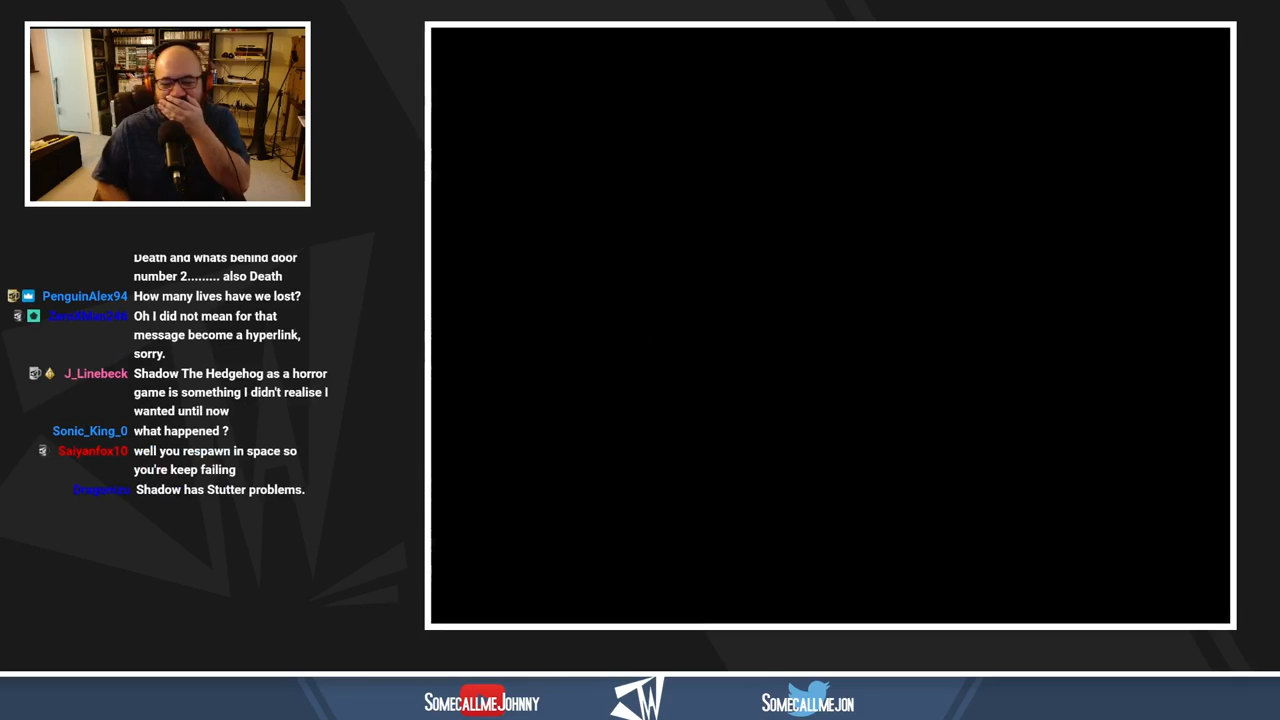 Death and whats behind door
number 2......... also Death
PenguinAlex94 How many lives have we lost?
Oh I did not mean for that
message become a hyperlink,
sorry.
J_Linebeck Shadow The Hedgehog as a horror
game is something I didn't realise I
wanted until now
Sonic_King_0 what happened ?
Saiyanfox10 well you respawn in space so
you're keep failing
Shadow has Stutter problems.
SomecallmeJohnny
Somecallmejon